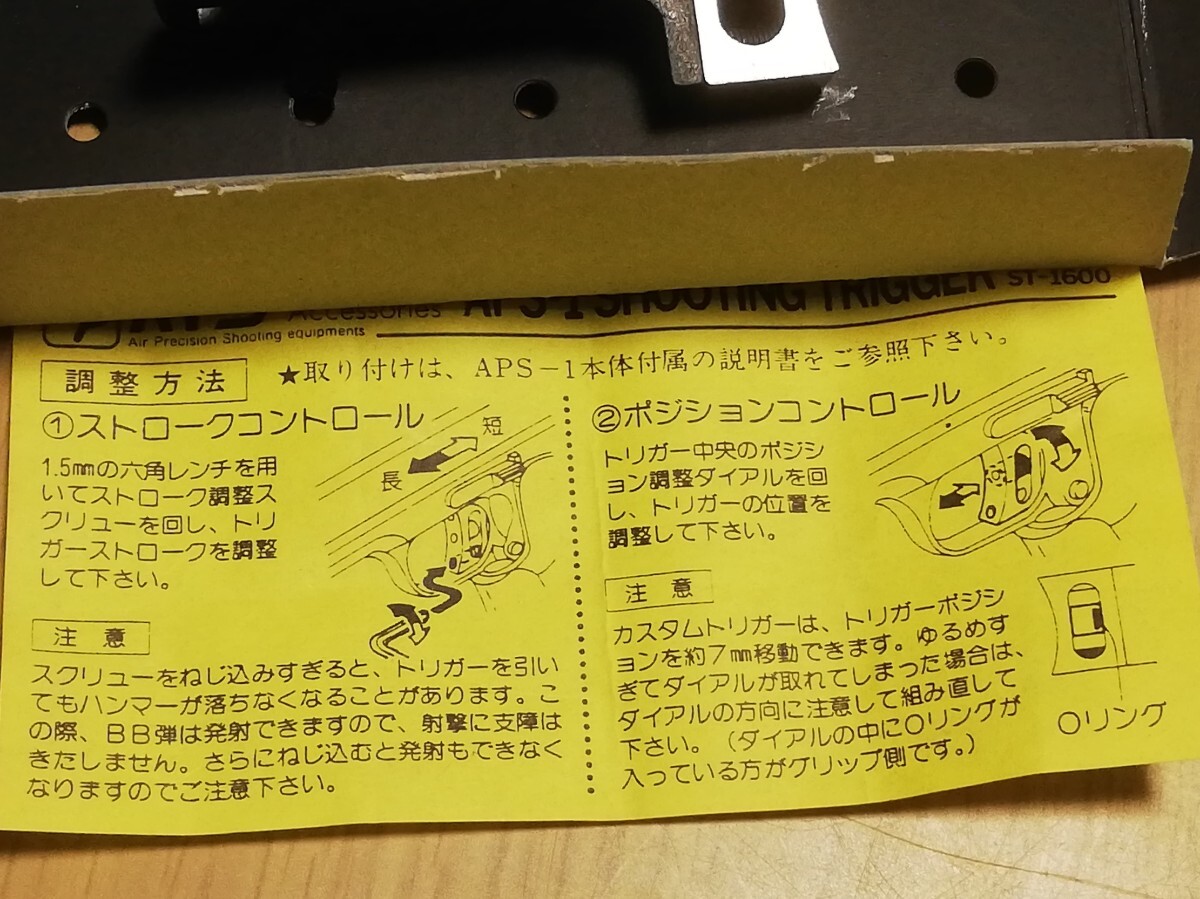 Accessories APS-1 SHOOTING TRIGGER ST-1600
Air Precision Shooting equipments
調整方法
★取り付けは、APS-1本体付属の説明書をご参照下さい。
①ストロークコントロール
1.5mmの六角レンチを用
いてストローク調整ス
クリューを回し、トリ
ガーストロークを調整
して下さい。
短
長
注意
スクリューをねじ込みすぎると、トリガーを引い
てもハンマーが落ちなくなることがあります。こ
の際、BB弾は発射できますので、射撃に支障は
きたしません。さらにねじ込むと発射もできなく
なりますのでご注意下さい。
②ポジションコントロール
トリガー中央のポジシ
ョン調整ダイアルを回
し、トリガーの位置を
調整して下さい。
注意
カスタムトリガーは、トリガーポジシ
ョンを約7mm移動できます。ゆるめす
ぎてダイアルが取れてしまった場合は、
ダイアルの方向に注意して組み直して
下さい。（ダイアルの中にOリングが
入っている方がグリップ側です。）
Oリング